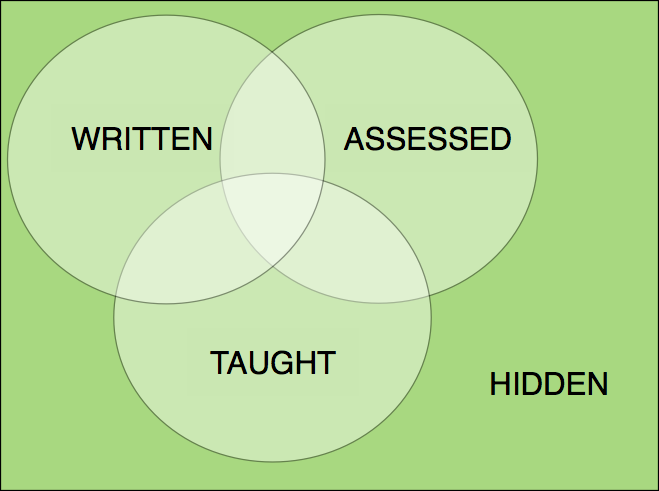 WRITTEN
ASSESSED
TAUGHT
HIDDEN